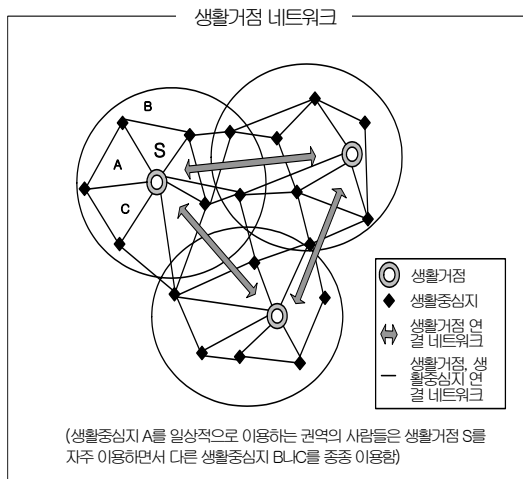 생활거점 네트워크
B
S
A
C
생활거점
생활중심지
생활거점 연
결 네트워크
생활거점, 생
활중심지 연
결 네트워크
(생활중심지 A를 일상적으로 이용하는 권역의 사람들은 생활거점 S를
자주 이용하면서 다른 생활중심지 B나C를 종종 이용함)